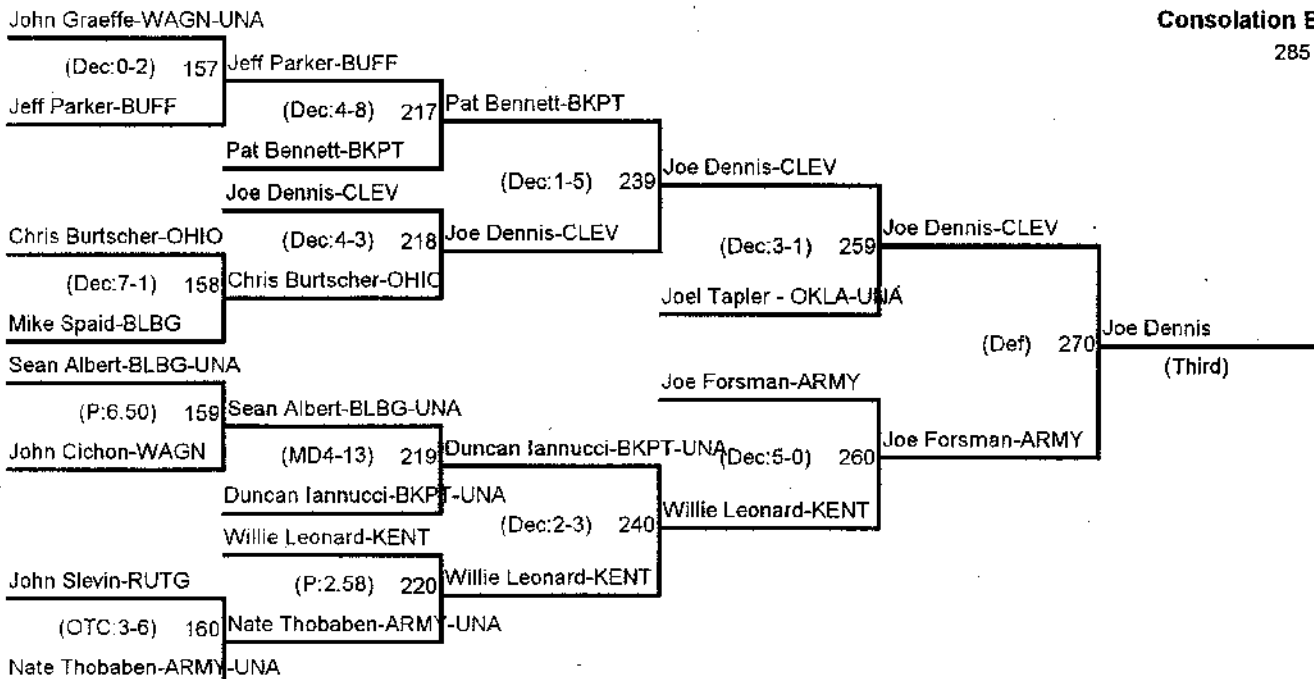 John Graeffe-WAGN-UNA
Consolation
285
(Dec:0-2) 157 Jeff Parker-BUFF
Jeff Parker-BUFF
(Dec:4-8) 217 Pat Bennett-BKPT
Pat Bennett-BKPT
(Dec:1-5) 239 Joe Dennis-CLEV
Joe Dennis-CLEV
Chris Burtscher-OHIO
(Dec:4-3) 218 Joe Dennis-CLEV
(Dec:3-1) 259 Joe Dennis-CLEV
(Dec:7-1) 158 Chris Burtscher-OHIO
Joel Tapler - OKLA-UNA
Mike Spaid-BLBG
(Def) 270 Joe Dennis
(Third)
Sean Albert-BLBG-UNA
Joe Forsman-ARMY
(P:6.50) 159 Sean Albert-BLBG-UNA
John Cichon-WAGN
(MD4-13) 219 Duncan Iannucci-BKPT-UNA
(Dec:5-0) 260 Joe Forsman-ARMY
Duncan Iannucci-BKPT-UNA
(Dec:2-3) 240 Willie Leonard-KENT
Willie Leonard-KENT
John Slevin-RUTG
(P:2.58) 220 Willie Leonard-KENT
(OTC:3-6) 160 Nate Thobaben-ARMY-UNA
Nate Thobaben-ARMY-UNA